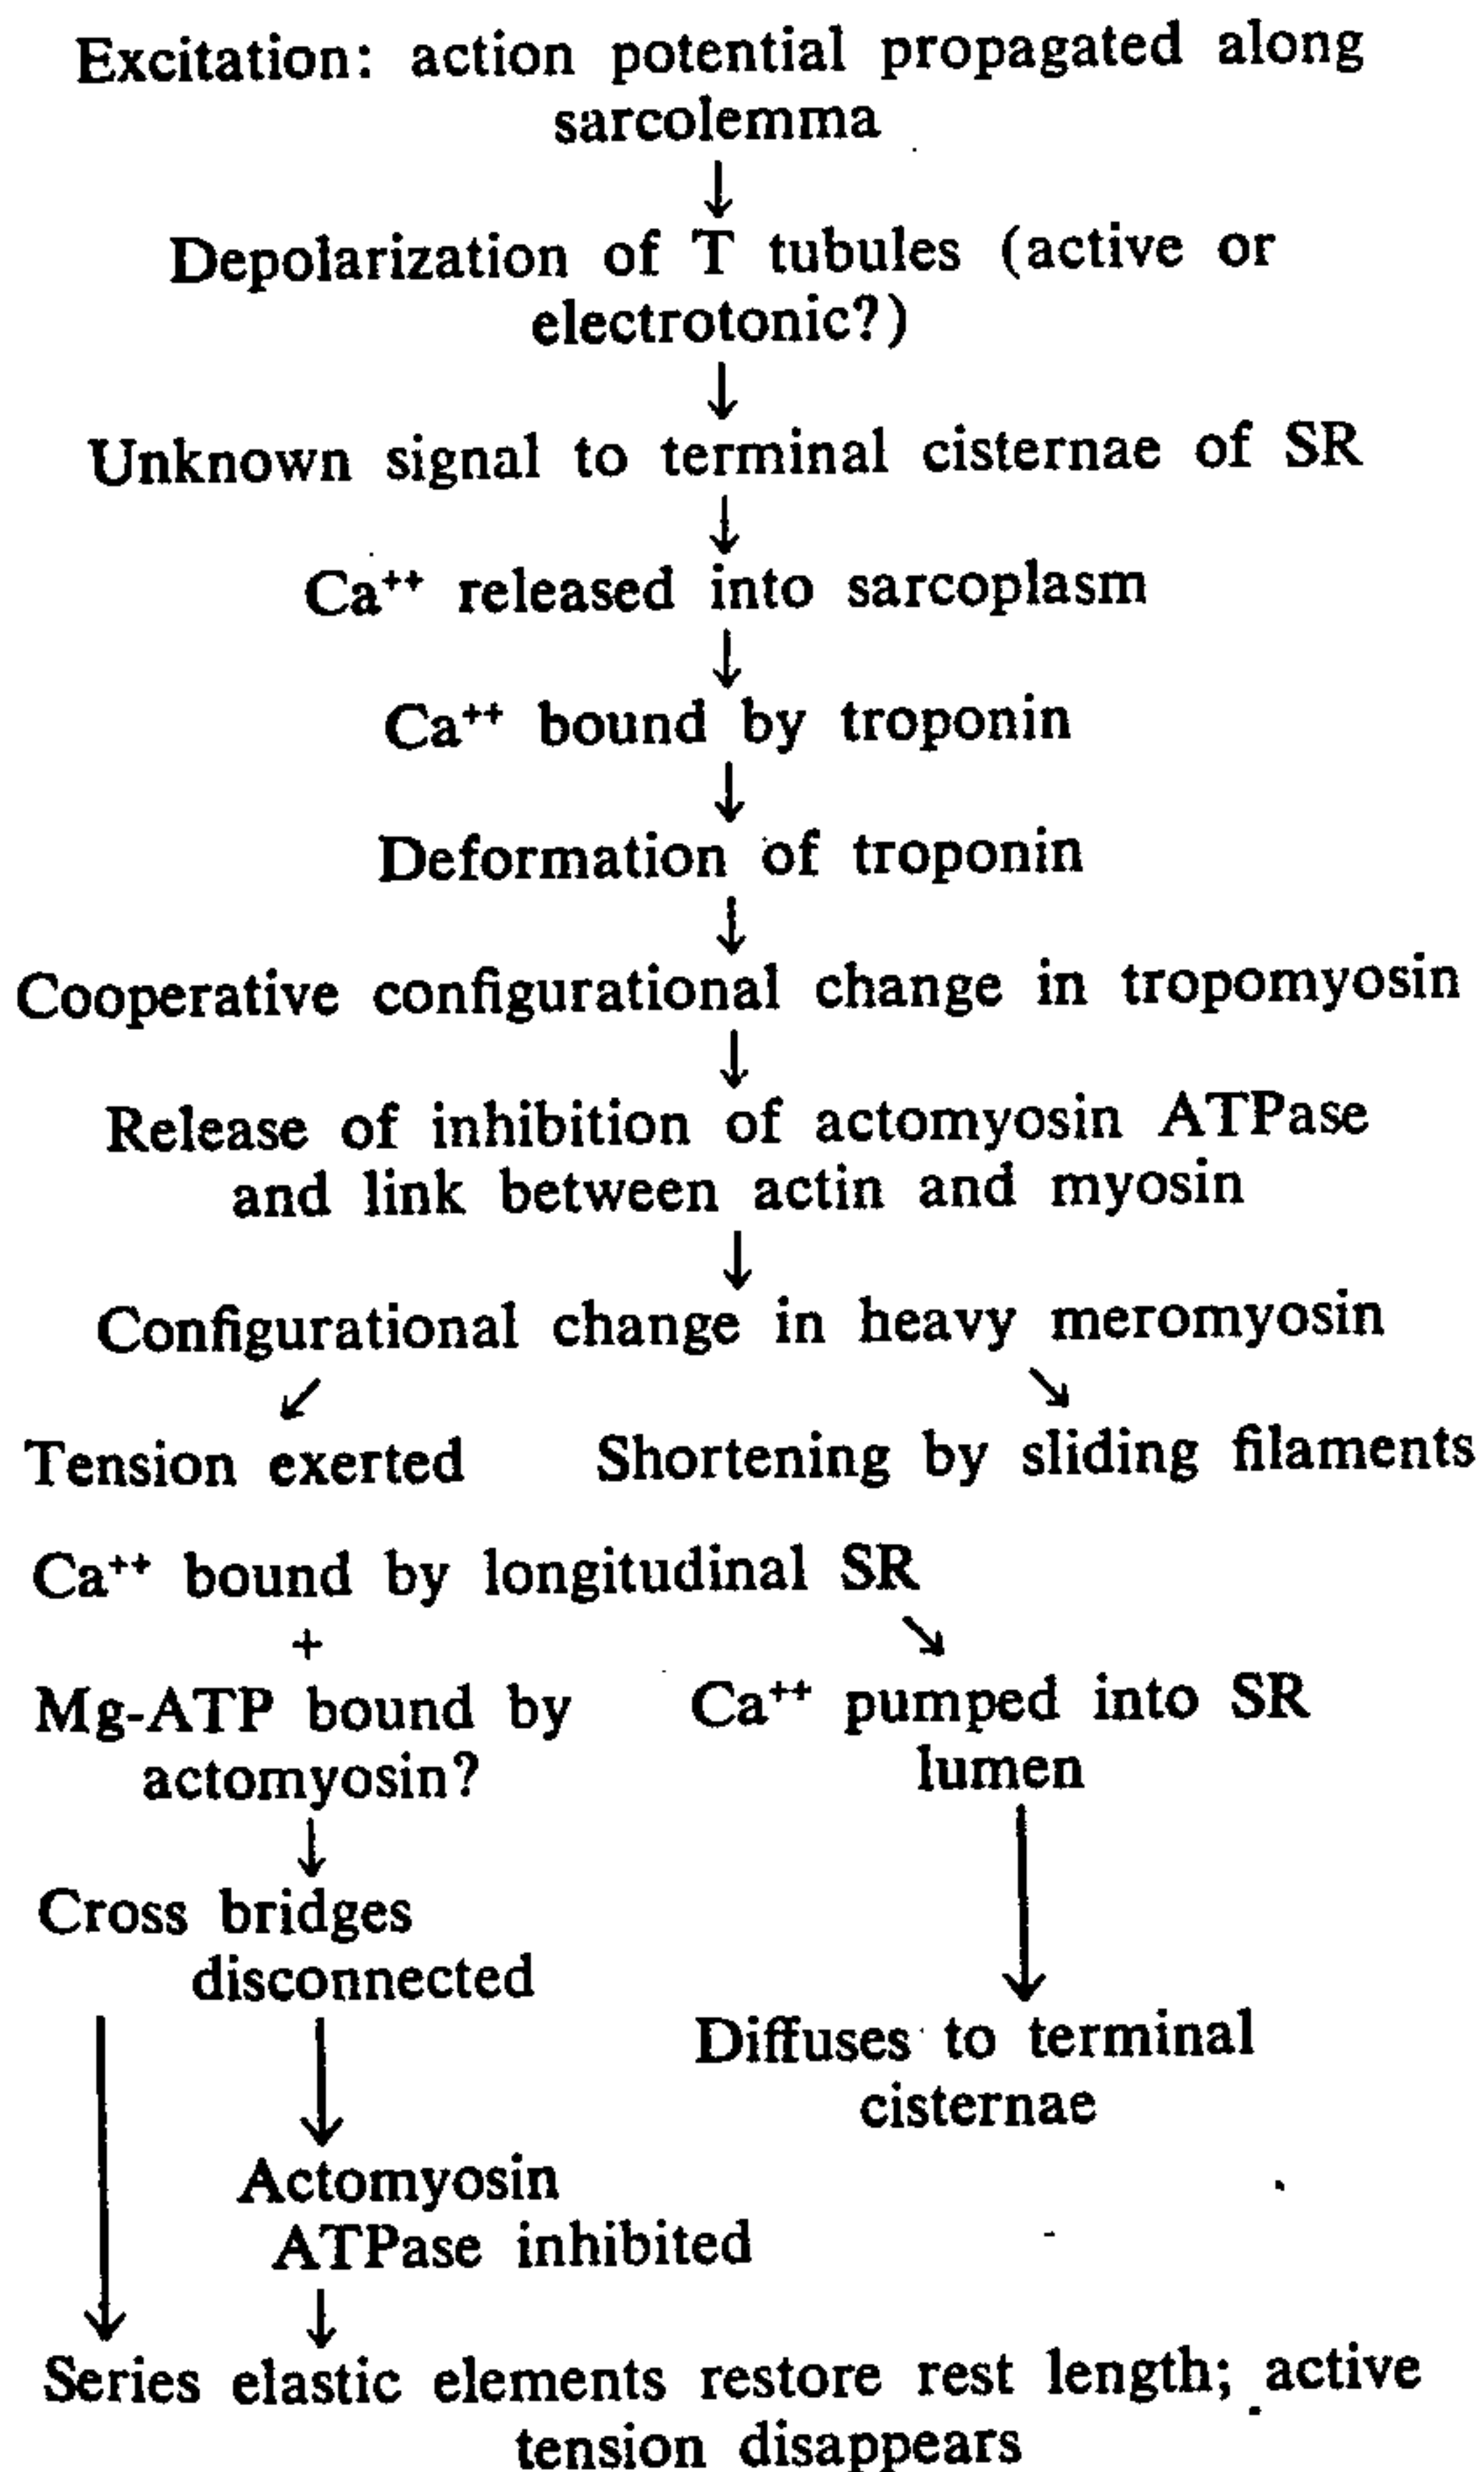 Excitation: action potential propagated along
sarcolemma
↓
Depolarization of T tubules (active or
electrotonic?)
↓
Unknown signal to terminal cisternae of SR
↓
Ca⁺⁺ released into sarcoplasm
↓
Ca⁺⁺ bound by troponin
↓
Deformation of troponin
↓
Cooperative configurational change in tropomyosin
↓
Release of inhibition of actomyosin ATPase
and link between actin and myosin
↓
Configurational change in heavy meromyosin
↙ ↘
Tension exerted Shortening by sliding filaments
Ca⁺⁺ bound by longitudinal SR
+ ↘
Mg-ATP bound by
actomyosin?
↓
Cross bridges
disconnected
↓ ↓
Actomyosin
ATPase inhibited
↓
Ca⁺⁺ pumped into SR
lumen
↓
Diffuses to terminal
cisternae
Series elastic elements restore rest length; active
tension disappears